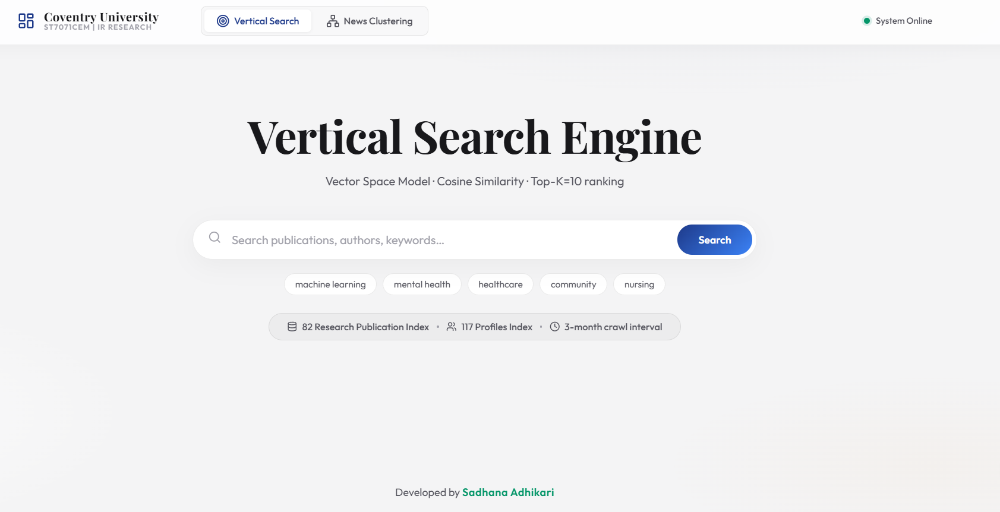 Coventry University
ST7071CEM | IR RESEARCH
Vertical Search
News Clustering
System Online
Vertical Search Engine
Vector Space Model · Cosine Similarity · Top-K=10 ranking
Search publications, authors, keywords...
Search
machine learning
mental health
healthcare
community
nursing
82 Research Publication Index • 117 Profiles Index • 3-month crawl interval
Developed by Sadhana Adhikari